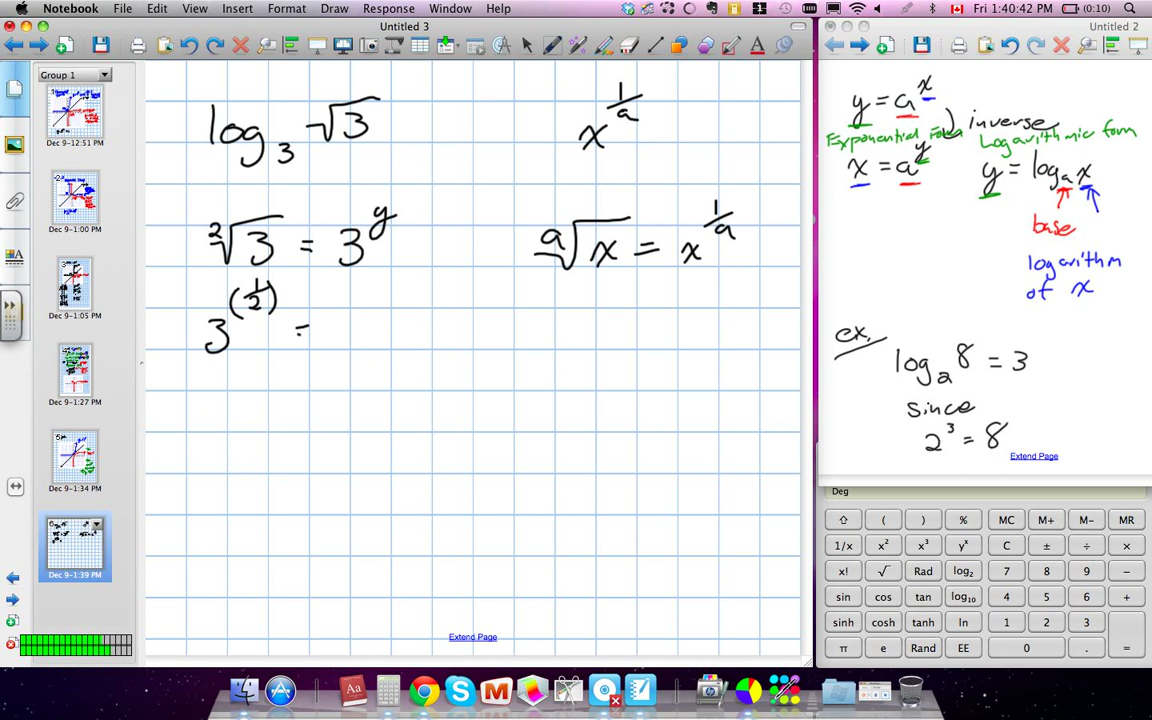 Notebook File Edit View Insert Format Draw Response Window Help Fri 1:40:42 PM (0:10)
Untitled 3
Untitled 2
Group 1
Dec 9-12:51 PM
Dec 9-1:00 PM
Dec 9-1:05 PM
Dec 9-1:27 PM
Dec 9-1:34 PM
Dec 9-1:39 PM
log₃ √3
x^(1/a)
²√3 = 3^y
ᵃ√x = x^(1/a)
3^(1/2) =
Extend Page
y = a^x
) inverse
Exponential Form
Logarithmic form
x = a^y
y = logₐ x
base
logarithm
of x
ex.
log₂ 8 = 3
since
2³ = 8
Extend Page
Deg
( ) % MC M+ M− MR
1/x x² x³ yˣ C ± ÷ ×
x! √ Rad log₂ 7 8 9 −
sin cos tan log₁₀ 4 5 6 +
sinh cosh tanh ln 1 2 3
π e Rand EE 0 . =